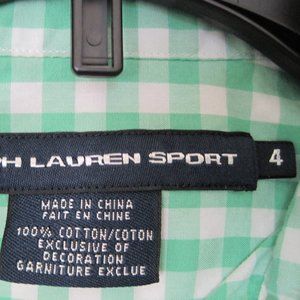 PH LAUREN SPORT
4
MADE IN CHINA
FAIT EN CHINE
100% COTTON/COTON
EXCLUSIVE OF
DECORATION
GARNITURE EXCLUE